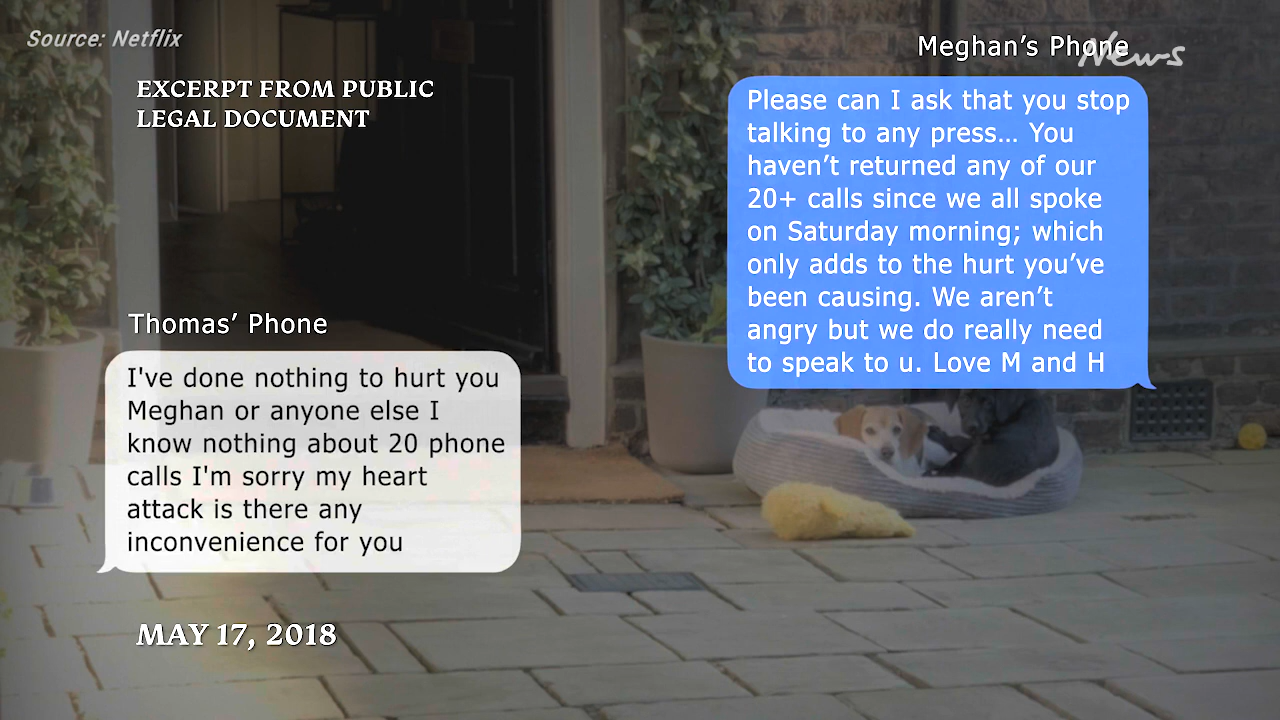 Source: Netflix
News
EXCERPT FROM PUBLIC
LEGAL DOCUMENT
Meghan’s Phone
Please can I ask that you stop
talking to any press... You
haven’t returned any of our
20+ calls since we all spoke
on Saturday morning; which
only adds to the hurt you’ve
been causing. We aren’t
angry but we do really need
to speak to u. Love M and H
Thomas’ Phone
I've done nothing to hurt you
Meghan or anyone else I
know nothing about 20 phone
calls I'm sorry my heart
attack is there any
inconvenience for you
MAY 17, 2018